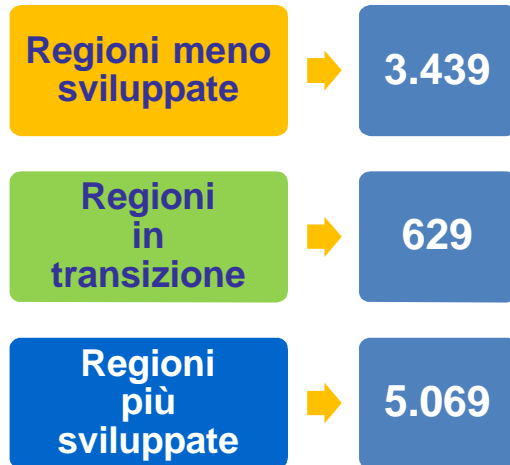 Regioni meno
sviluppate
3.439
Regioni
in
transizione
629
Regioni
più
sviluppate
5.069